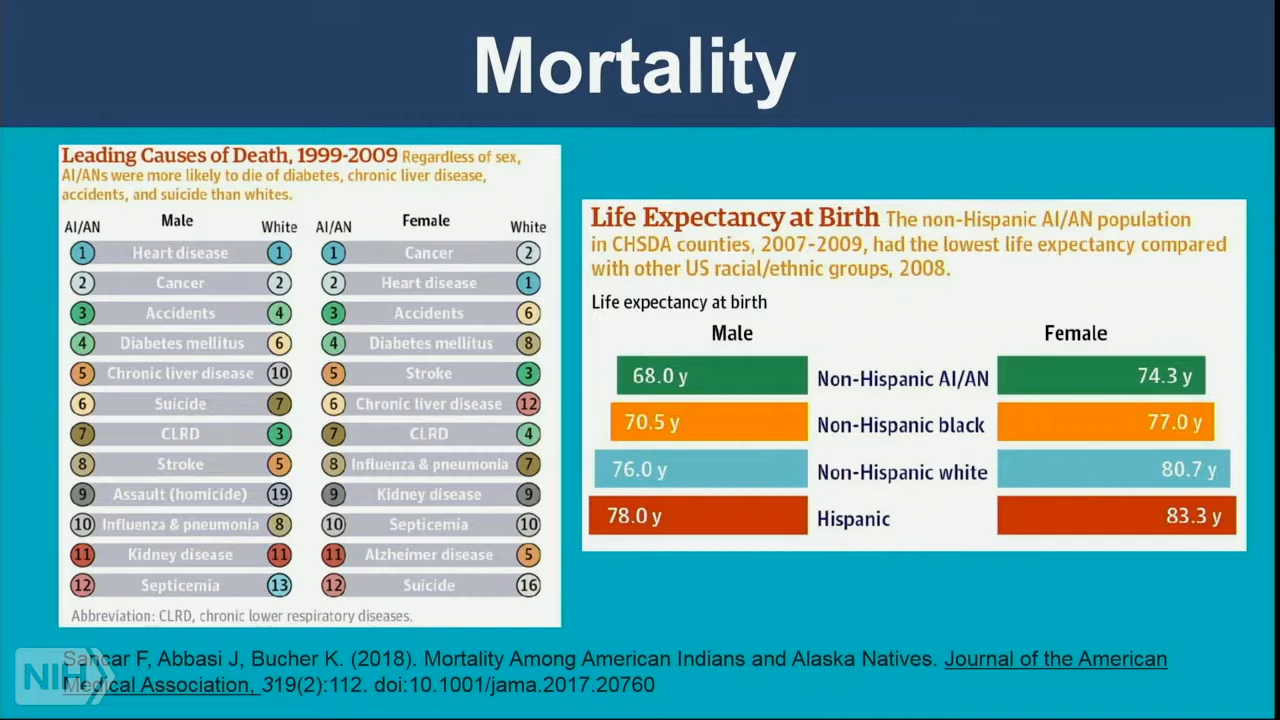 Mortality
Leading Causes of Death, 1999-2009 Regardless of sex,
AI/ANs were more likely to die of diabetes, chronic liver disease,
accidents, and suicide than whites.
AI/AN Male White AI/AN Female White
1 Heart disease 1 1 Cancer 2
2 Cancer 2 2 Heart disease 1
3 Accidents 4 3 Accidents 6
4 Diabetes mellitus 6 4 Diabetes mellitus 8
5 Chronic liver disease 10 5 Stroke 3
6 Suicide 7 6 Chronic liver disease 12
7 CLRD 3 7 CLRD 4
8 Stroke 5 8 Influenza & pneumonia 7
9 Assault (homicide) 19 9 Kidney disease 9
10 Influenza & pneumonia 8 10 Septicemia 10
11 Kidney disease 11 11 Alzheimer disease 5
12 Septicemia 13 12 Suicide 16
Abbreviation: CLRD, chronic lower respiratory diseases.
Life Expectancy at Birth The non-Hispanic AI/AN population
in CHSDA counties, 2007-2009, had the lowest life expectancy compared
with other US racial/ethnic groups, 2008.
Life expectancy at birth
Male Female
68.0 y Non-Hispanic AI/AN 74.3 y
70.5 y Non-Hispanic black 77.0 y
76.0 y Non-Hispanic white 80.7 y
78.0 y Hispanic 83.3 y
Sancar F, Abbasi J, Bucher K. (2018). Mortality Among American Indians and Alaska Natives. Journal of the American
Medical Association, 319(2):112. doi:10.1001/jama.2017.20760
NIH